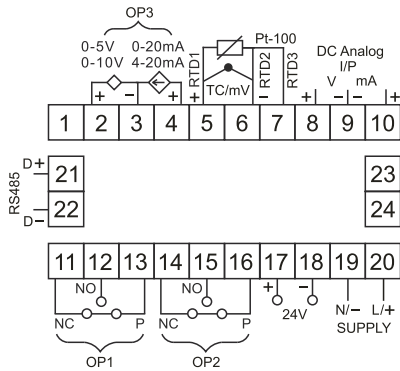 OP3
0-5V 0-20mA
0-10V 4-20mA
Pt-100
RTD1
RTD2
RTD3
TC/mV
DC Analog
I/P
V mA
+ − + + − + − − +
1 2 3 4 5 6 7 8 9 10
D+ 21 23
RS485
D− 22 24
11 12 13 14 15 16 17 18 19 20
NO NO + −
NC P NC P 24V N/− L/+
SUPPLY
OP1 OP2